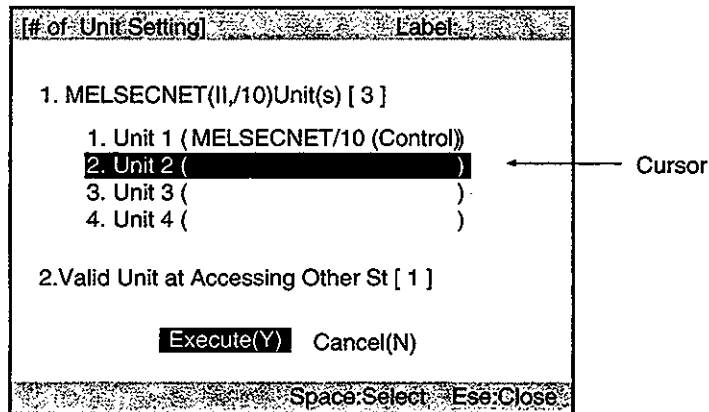 [# of Unit Setting] Label:
1. MELSECNET(II,/10)Unit(s) [ 3 ]
1. Unit 1 ( MELSECNET/10 (Control))
2. Unit 2 ( )
Cursor
3. Unit 3 ( )
4. Unit 4 ( )
2.Valid Unit at Accessing Other St [ 1 ]
Execute(Y) Cancel(N)
Space:Select Esc:Close